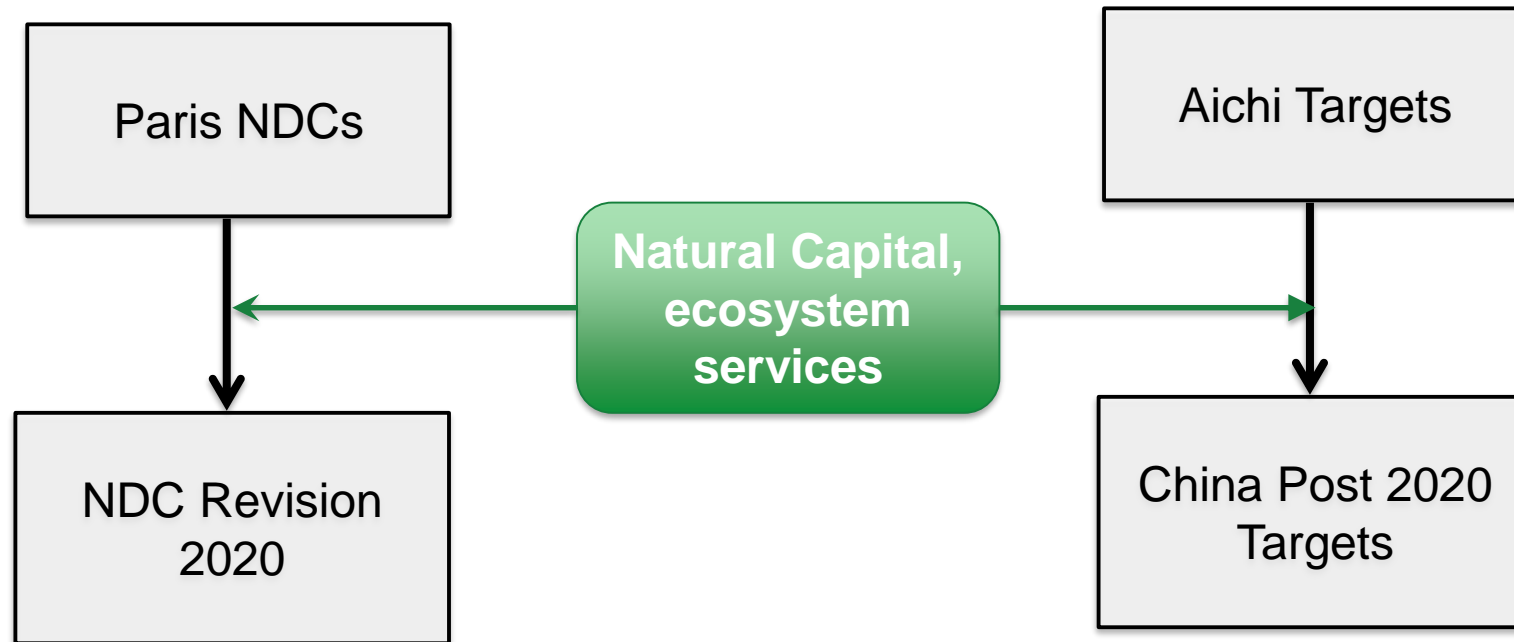 Paris NDCs
Aichi Targets
Natural Capital,
ecosystem
services
NDC Revision
2020
China Post 2020
Targets